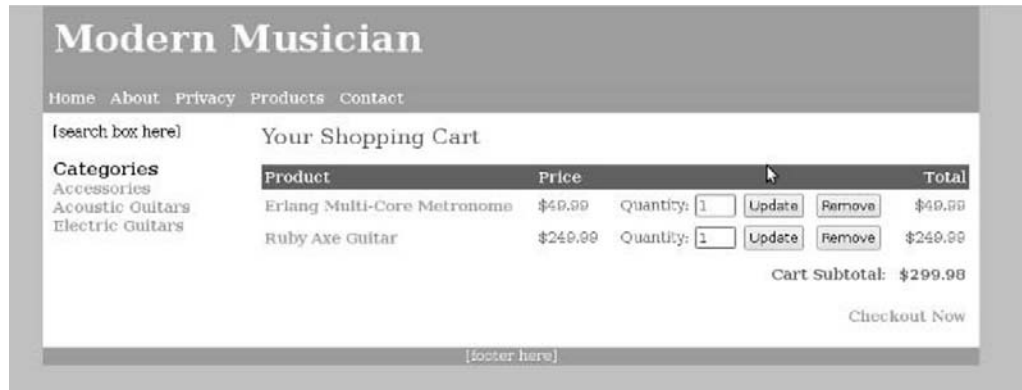 Modern Musician
Home About Privacy Products Contact
[search box here]
Categories
Accessories
Acoustic Guitars
Electric Guitars
Your Shopping Cart
Product Price Total
Erlang Multi-Core Metronome $49.99 Quantity: 1 Update Remove $49.99
Ruby Axe Guitar $249.99 Quantity: 1 Update Remove $249.99
Cart Subtotal: $299.98
Checkout Now
[footer here]